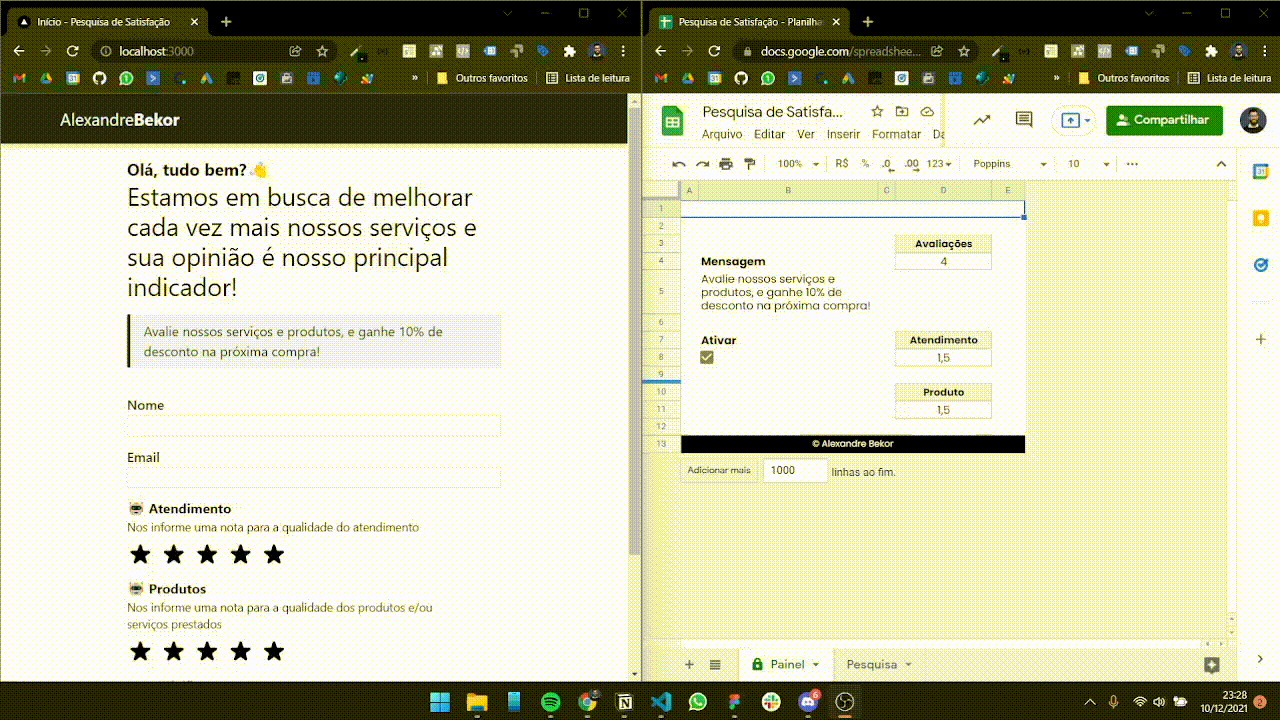 Início - Pesquisa de Satisfação
localhost:3000
Outros favoritos
Lista de leitura
AlexandreBekor
Olá, tudo bem? 👋
Estamos em busca de melhorar
cada vez mais nossos serviços e
sua opinião é nosso principal
indicador!
Avalie nossos serviços e produtos, e ganhe 10% de
desconto na próxima compra!
Nome
Email
Atendimento
Nos informe uma nota para a qualidade do atendimento
Produtos
Nos informe uma nota para a qualidade dos produtos e/ou
serviços prestados
Pesquisa de Satisfação - Planilha
docs.google.com/spreadshee...
Outros favoritos
Lista de leitura
Pesquisa de Satisfa...
Compartilhar
Arquivo Editar Ver Inserir Formatar Da
100% R$ % .0 .00 123 Poppins 10
A B C D E
1
2
3 Avaliações
4 Mensagem 4
Avalie nossos serviços e
5 produtos, e ganhe 10% de
desconto na próxima compra!
6
7 Ativar Atendimento
8 1,5
9
10 Produto
11 1,5
12
13 © Alexandre Bekor
Adicionar mais 1000 linhas ao fim.
Painel Pesquisa
6
23:28
10/12/2021
2